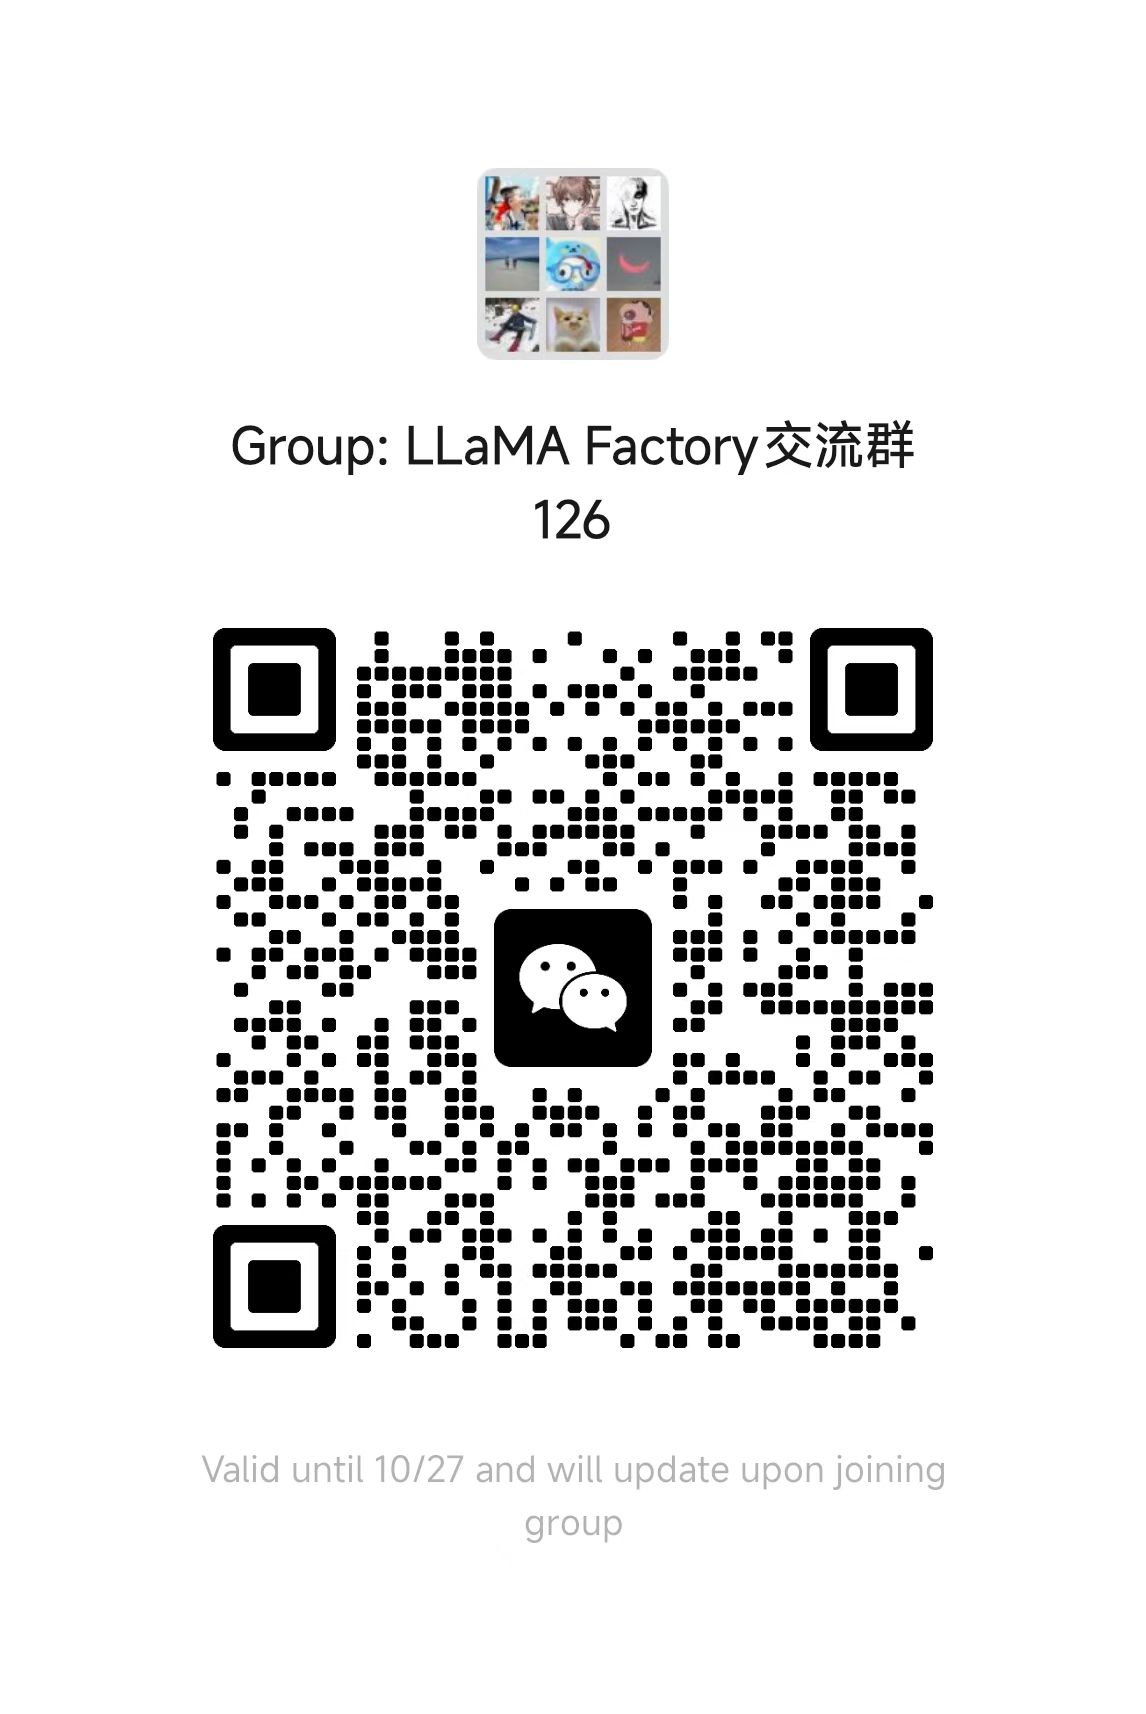 Group: LLaMA Factory交流群
126
Valid until 10/27 and will update upon joining
group